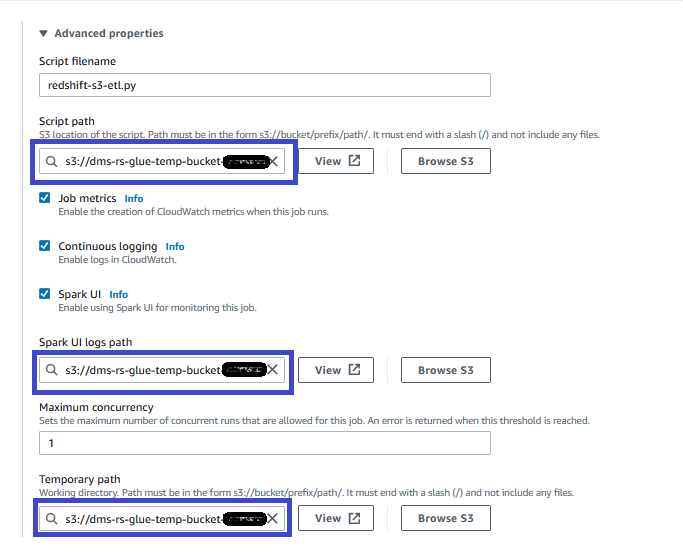 Advanced properties
Script filename
redshift-s3-etl.py
Script path
S3 location of the script. Path must be in the form s3://bucket/prefix/path/. It must end with a slash (/) and not include any files.
s3://dms-rs-glue-temp-bucket- View Browse S3
Job metrics Info
Enable the creation of CloudWatch metrics when this job runs.
Continuous logging Info
Enable logs in CloudWatch.
Spark UI Info
Enable using Spark UI for monitoring this job.
Spark UI logs path
s3://dms-rs-glue-temp-bucket- View Browse S3
Maximum concurrency
Sets the maximum number of concurrent runs that are allowed for this job. An error is returned when this threshold is reached.
1
Temporary path
Working directory. Path must be in the form s3://bucket/prefix/path/. It must end with a slash (/) and not include any files.
s3://dms-rs-glue-temp-bucket- View Browse S3